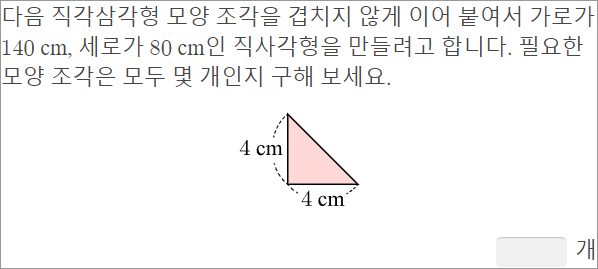 다음 직각삼각형 모양 조각을 겹치지 않게 이어 붙여서 가로가
140 cm, 세로가 80 cm인 직사각형을 만들려고 합니다. 필요한
모양 조각은 모두 몇 개인지 구해 보세요.
4 cm
4 cm
개